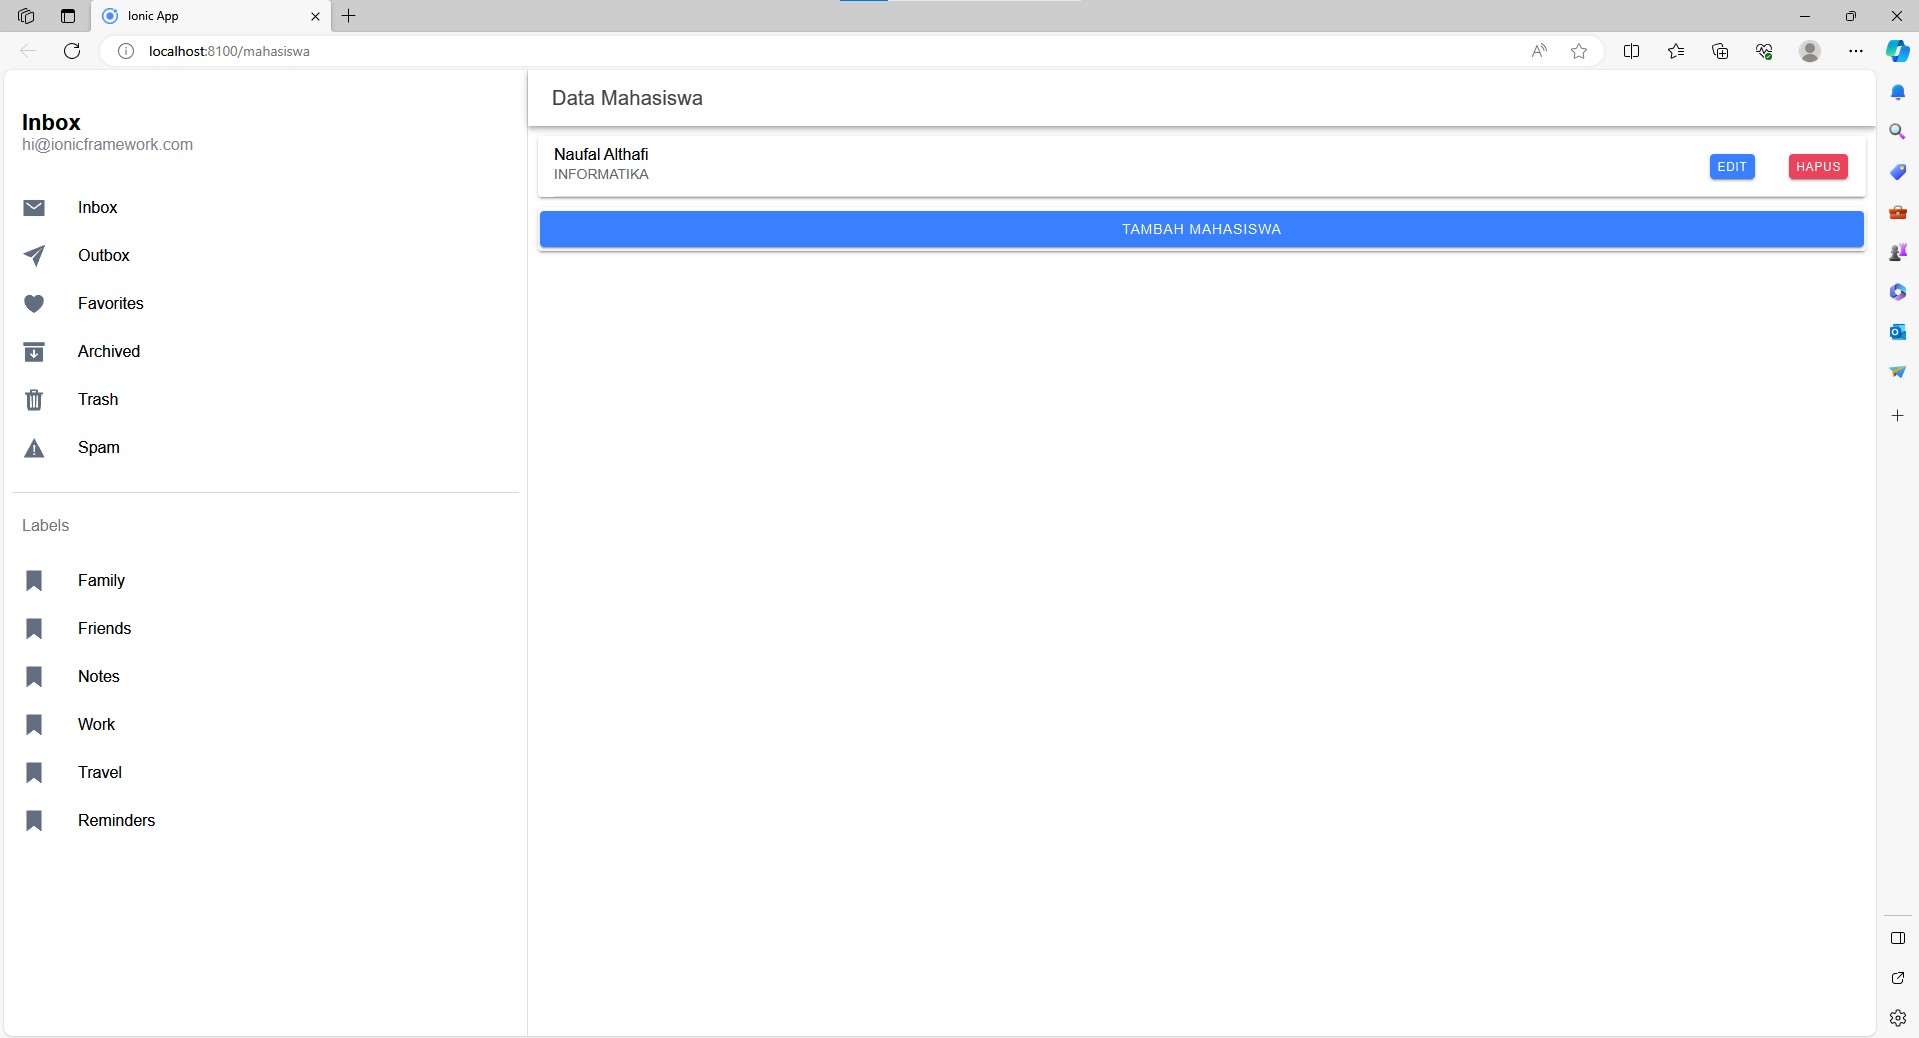 Ionic App
localhost:8100/mahasiswa
Inbox
hi@ionicframework.com
Inbox
Outbox
Favorites
Archived
Trash
Spam
Labels
Family
Friends
Notes
Work
Travel
Reminders
Data Mahasiswa
Naufal Althafi
INFORMATIKA
EDIT
HAPUS
TAMBAH MAHASISWA